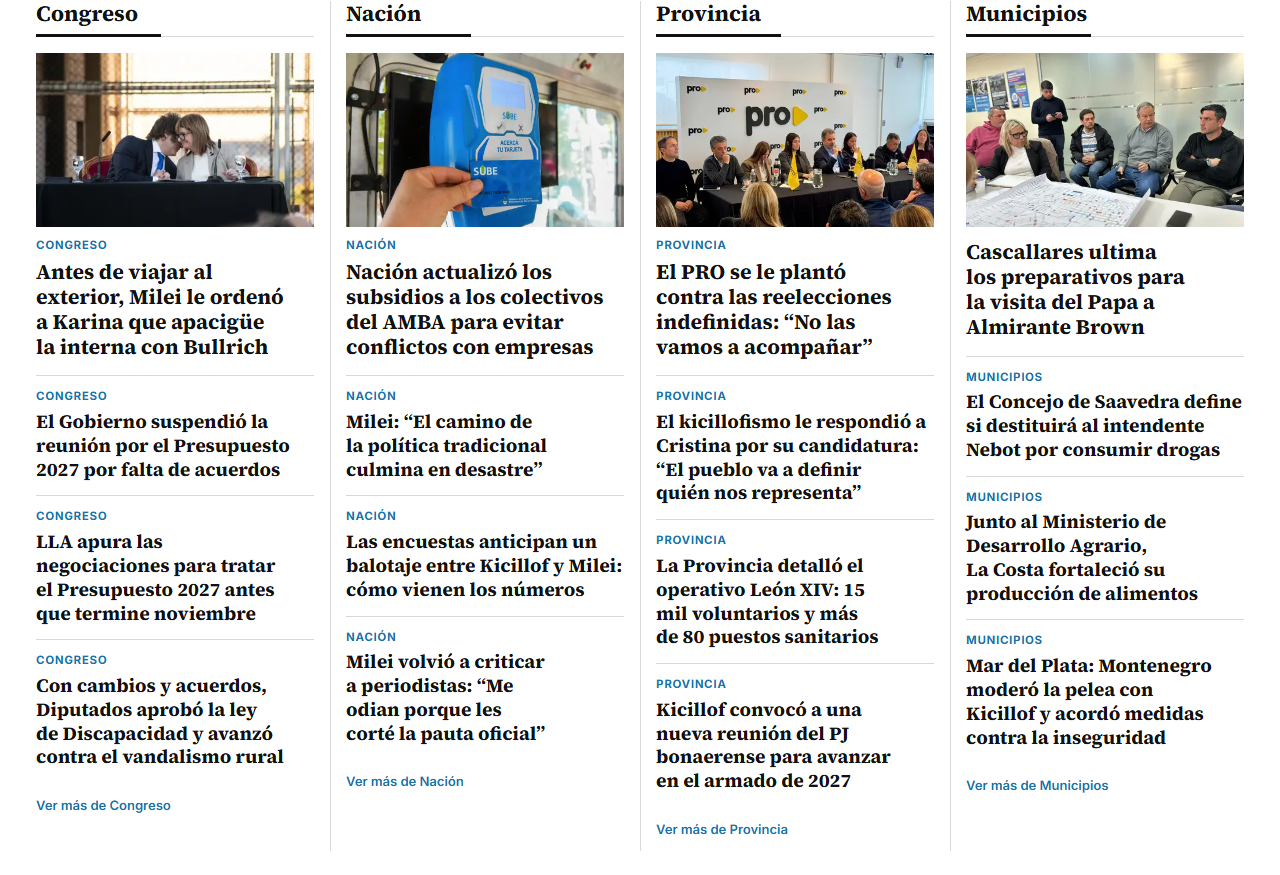 Congreso
CONGRESO
Antes de viajar al
exterior, Milei le ordenó
a Karina que apacigüe
la interna con Bullrich
CONGRESO
El Gobierno suspendió la
reunión por el Presupuesto
2027 por falta de acuerdos
CONGRESO
LLA apura las
negociaciones para tratar
el Presupuesto 2027 antes
que termine noviembre
CONGRESO
Con cambios y acuerdos,
Diputados aprobó la ley
de Discapacidad y avanzó
contra el vandalismo rural
Ver más de Congreso
Nación
SUBE
ACERCA
TU TARJETA
SUBE
NACIÓN
Nación actualizó los
subsidios a los colectivos
del AMBA para evitar
conflictos con empresas
NACIÓN
Milei: “El camino de
la política tradicional
culmina en desastre”
NACIÓN
Las encuestas anticipan un
balotaje entre Kicillof y Milei:
cómo vienen los números
NACIÓN
Milei volvió a criticar
a periodistas: “Me
odian porque les
corté la pauta oficial”
Ver más de Nación
Provincia
pro
pro
pro
pro
pro
pro
pro
PROVINCIA
El PRO se le plantó
contra las reelecciones
indefinidas: “No las
vamos a acompañar”
PROVINCIA
El kicillofismo le respondió a
Cristina por su candidatura:
“El pueblo va a definir
quién nos representa”
PROVINCIA
La Provincia detalló el
operativo León XIV: 15
mil voluntarios y más
de 80 puestos sanitarios
PROVINCIA
Kicillof convocó a una
nueva reunión del PJ
bonaerense para avanzar
en el armado de 2027
Ver más de Provincia
Municipios
Cascallares ultima
los preparativos para
la visita del Papa a
Almirante Brown
MUNICIPIOS
El Concejo de Saavedra define
si destituirá al intendente
Nebot por consumir drogas
MUNICIPIOS
Junto al Ministerio de
Desarrollo Agrario,
La Costa fortaleció su
producción de alimentos
MUNICIPIOS
Mar del Plata: Montenegro
moderó la pelea con
Kicillof y acordó medidas
contra la inseguridad
Ver más de Municipios